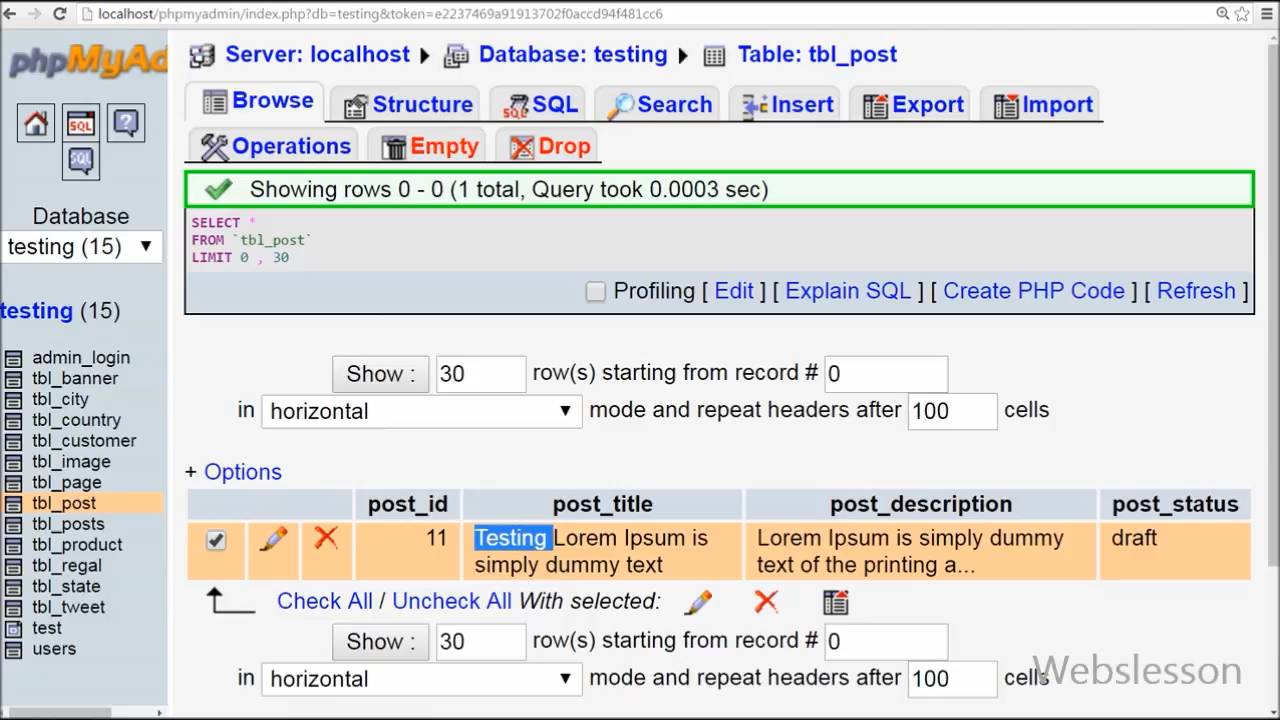 localhost/phpmyadmin/index.php?db=testing&token=e2237469a91913702f0accd94f481cc6
phpMyAd
Server: localhost Database: testing Table: tbl_post
Browse Structure SQL Search Insert Export Import
Operations Empty Drop
SQL
SQL
Database
testing (15)
testing (15)
admin_login
tbl_banner
tbl_city
tbl_country
tbl_customer
tbl_image
tbl_page
tbl_post
tbl_posts
tbl_product
tbl_regal
tbl_state
tbl_tweet
test
users
Showing rows 0 - 0 (1 total, Query took 0.0003 sec)
SELECT *
FROM `tbl_post`
LIMIT 0 , 30
Profiling [ Edit ] [ Explain SQL ] [ Create PHP Code ] [ Refresh ]
Show : 30 row(s) starting from record # 0
in horizontal mode and repeat headers after 100 cells
+ Options
post_id post_title post_description post_status
11 Testing Lorem Ipsum is Lorem Ipsum is simply dummy draft
simply dummy text text of the printing a...
Check All / Uncheck All With selected:
Show : 30 row(s) starting from record # 0
in horizontal mode and repeat headers after 100 cells
Webslesson